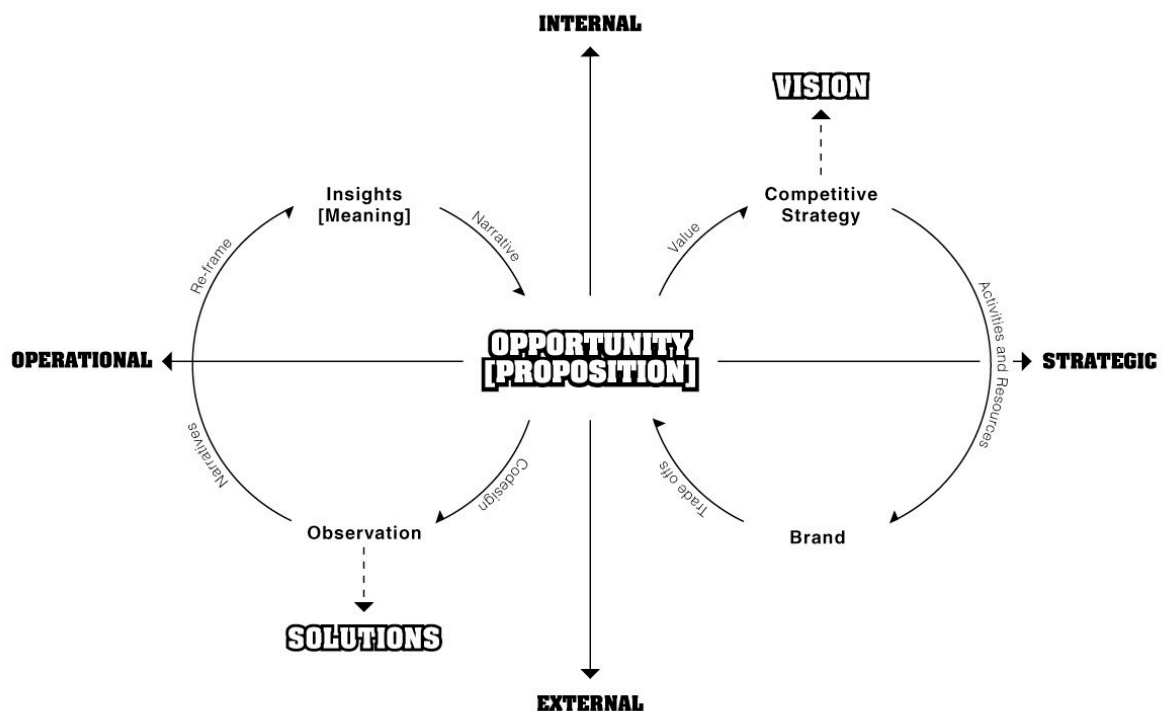 INTERNAL
VISION
Insights
[Meaning]
Narrative
Value
Competitive
Strategy
Re-frame
Activities and Resources
OPERATIONAL
OPPORTUNITY
[PROPOSITION]
STRATEGIC
Narratives
Codesign
Trade offs
Observation
Brand
SOLUTIONS
EXTERNAL